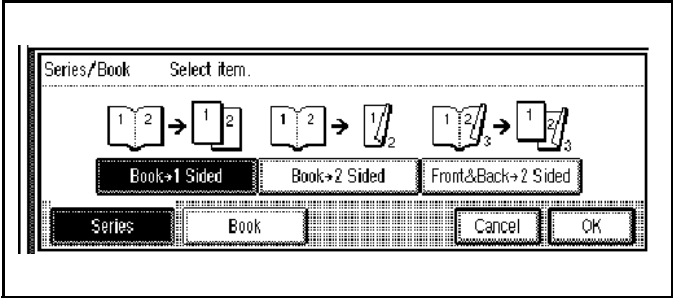 Series/Book Select item.
1 2 → 1 2 1 2 → 1 2 1 2 3 → 1 2 3
Book→1 Sided Book→2 Sided Front&Back→2 Sided
Series Book Cancel OK